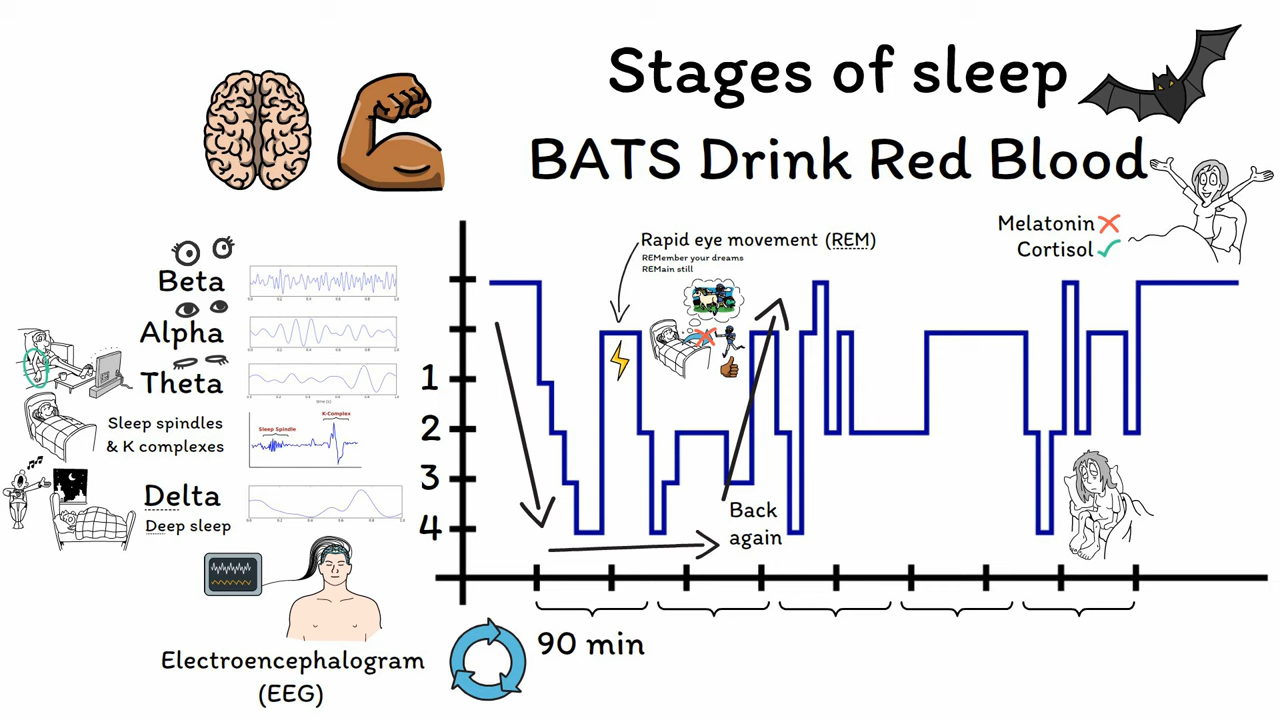 Stages of sleep
BATS Drink Red Blood
Melatonin
Cortisol
Rapid eye movement (REM)
REMember your dreams
REMain still
Beta
Alpha
Theta
Sleep spindles
& K complexes
Sleep Spindle
K-Complex
Delta
Deep sleep
1
2
3
4
Back
again
90 min
Electroencephalogram
(EEG)